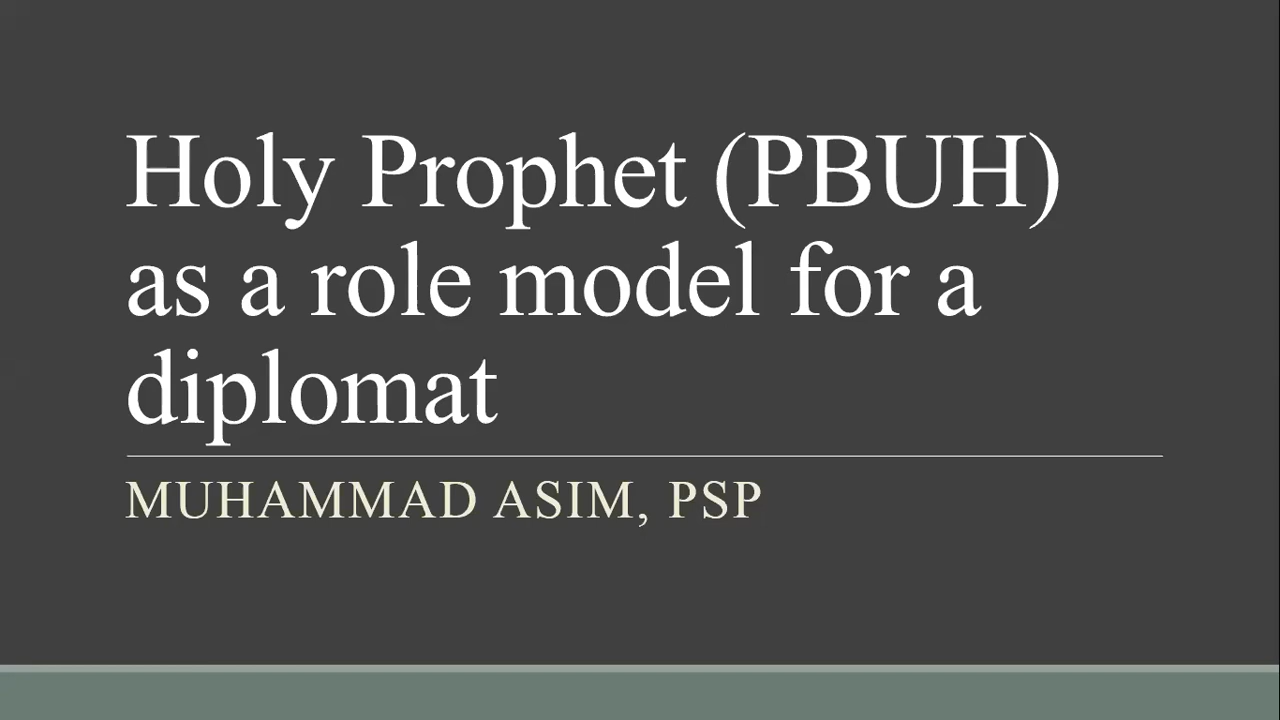 Holy Prophet (PBUH)
as a role model for a
diplomat
MUHAMMAD ASIM, PSP